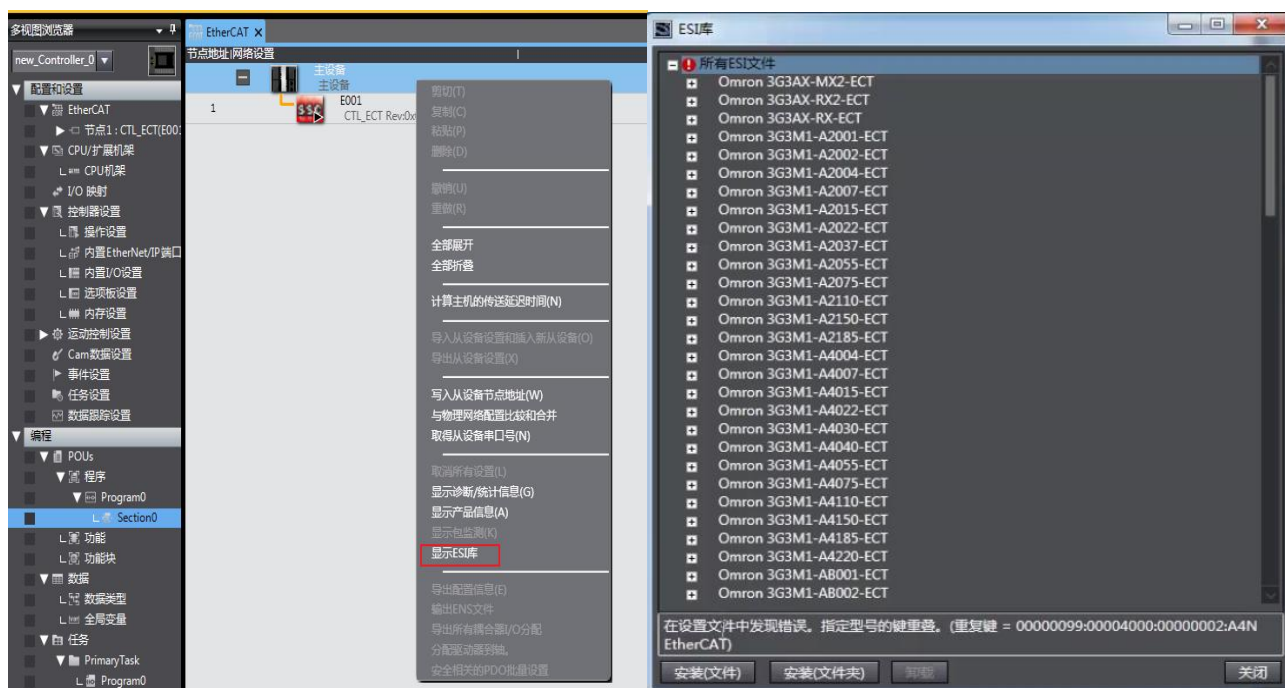 多视图浏览器
new_Controller_0
配置和设置
EtherCAT
节点1 : CTL_ECT(E001
CPU/扩展机架
CPU机架
I/O 映射
控制器设置
操作设置
内置EtherNet/IP端口
内置I/O设置
选项板设置
内存设置
运动控制设置
Cam数据设置
事件设置
任务设置
数据跟踪设置
编程
POUs
程序
Program0
Section0
功能
功能块
数据
数据类型
全局变量
任务
PrimaryTask
Program0
EtherCAT
节点地址|网络设置
主设备
主设备
1
E001
CTL_ECT Rev:0x
剪切(T)
复制(C)
粘贴(P)
删除(D)
撤销(U)
重做(R)
全部展开
全部折叠
计算主机的传送延迟时间(N)
导入从设备设置和插入新从设备(O)
导出从设备设置(X)
写入从设备节点地址(W)
与物理网络配置比较和合并
取得从设备串口号(N)
取消所有设置(L)
显示诊断/统计信息(G)
显示产品信息(A)
显示包监测(K)
显示ESI库
导出配置信息(E)
输出ENS文件
导出所有耦合器I/O分配
分配驱动器到轴。
安全相关的PDO批量设置
ESI库
所有ESI文件
Omron 3G3AX-MX2-ECT
Omron 3G3AX-RX2-ECT
Omron 3G3AX-RX-ECT
Omron 3G3M1-A2001-ECT
Omron 3G3M1-A2002-ECT
Omron 3G3M1-A2004-ECT
Omron 3G3M1-A2007-ECT
Omron 3G3M1-A2015-ECT
Omron 3G3M1-A2022-ECT
Omron 3G3M1-A2037-ECT
Omron 3G3M1-A2055-ECT
Omron 3G3M1-A2075-ECT
Omron 3G3M1-A2110-ECT
Omron 3G3M1-A2150-ECT
Omron 3G3M1-A2185-ECT
Omron 3G3M1-A4004-ECT
Omron 3G3M1-A4007-ECT
Omron 3G3M1-A4015-ECT
Omron 3G3M1-A4022-ECT
Omron 3G3M1-A4030-ECT
Omron 3G3M1-A4040-ECT
Omron 3G3M1-A4055-ECT
Omron 3G3M1-A4075-ECT
Omron 3G3M1-A4110-ECT
Omron 3G3M1-A4150-ECT
Omron 3G3M1-A4185-ECT
Omron 3G3M1-A4220-ECT
Omron 3G3M1-AB001-ECT
Omron 3G3M1-AB002-ECT
在设置文件中发现错误。指定型号的键重叠。(重复键 = 00000099:00004000:00000002:A4N
EtherCAT)
安装(文件)
安装(文件夹)
卸载
关闭